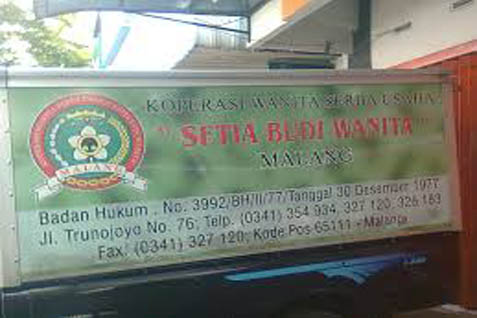 KOPERASI WANITA SERBA USAHA
" SETIA BUDI WANITA "
MALANG
MALANG
Badan Hukum . No. 3992/BH/II/77/Tanggal 30 Desember 1977
Jl. Trunojoyo No. 76; Telp. (0341) 354 934, 327 120, 326 183
Fax: (0341) 327 120; Kode Pos 65111 - Malang